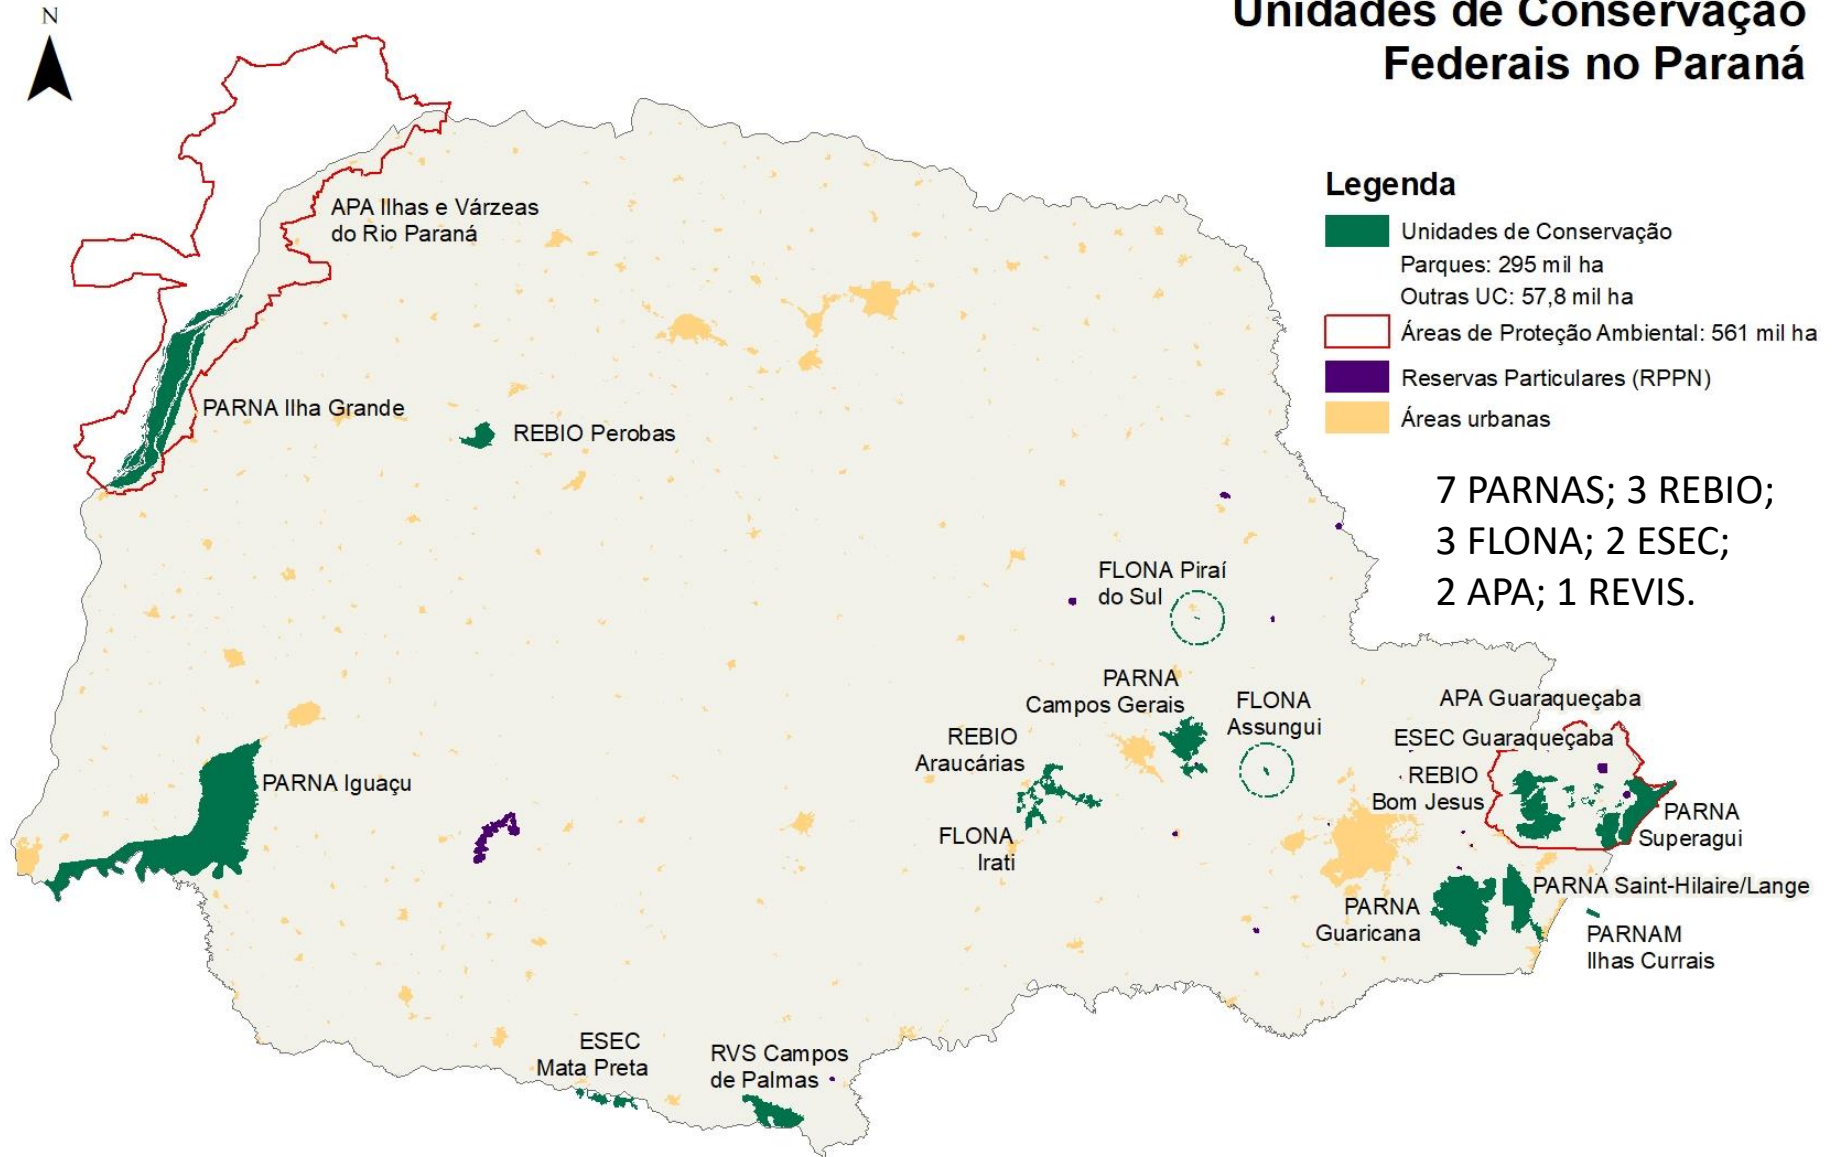 Unidades de Conservação
Federais no Paraná
N
Legenda
Unidades de Conservação
Parques: 295 mil ha
Outras UC: 57,8 mil ha
Áreas de Proteção Ambiental: 561 mil ha
Reservas Particulares (RPPN)
Áreas urbanas
7 PARNAS; 3 REBIO;
3 FLONA; 2 ESEC;
2 APA; 1 REVIS.
APA Ilhas e Várzeas
do Rio Paraná
PARNA Ilha Grande
REBIO Perobas
FLONA Piraí
do Sul
PARNA
Campos Gerais
FLONA
Assungui
APA Guaraqueçaba
ESEC Guaraqueçaba
REBIO
Araucárias
REBIO
Bom Jesus
PARNA Iguaçu
PARNA
Superagui
FLONA
Irati
PARNA Saint-Hilaire/Lange
PARNA
Guaricana
PARNAM
Ilhas Currais
ESEC
Mata Preta
RVS Campos
de Palmas